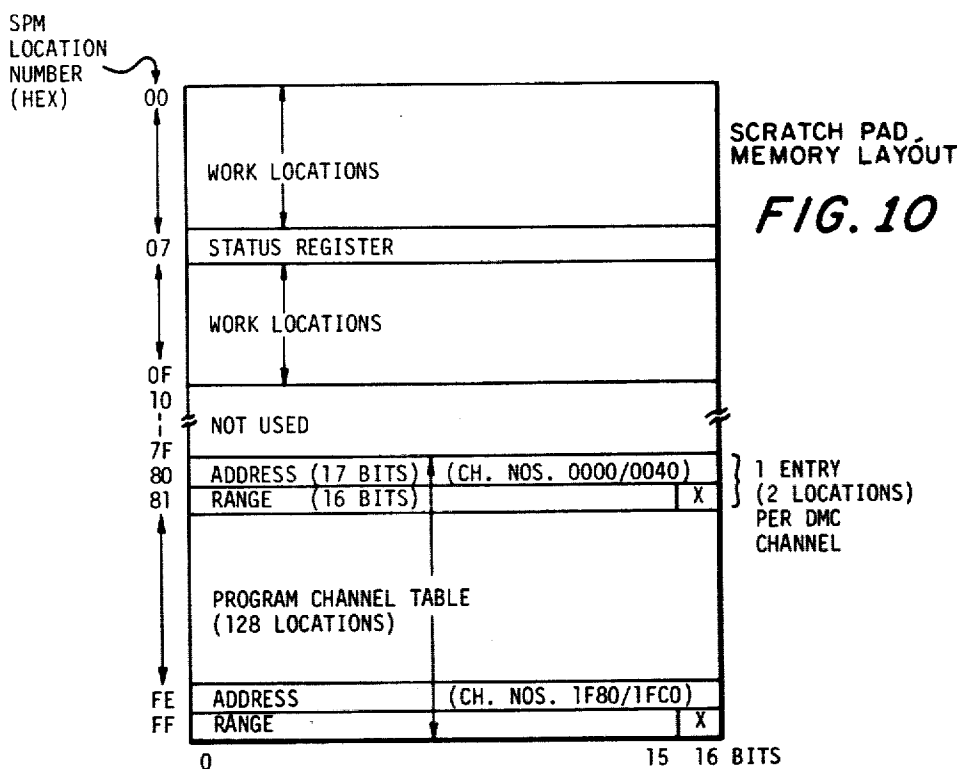 SPM
LOCATION
NUMBER
(HEX)
00
SCRATCH PAD
MEMORY LAYOUT
FIG. 10
WORK LOCATIONS
07 STATUS REGISTER
WORK LOCATIONS
0F
10
NOT USED
7F
80 ADDRESS (17 BITS) (CH. NOS. 0000/0040)
81 RANGE (16 BITS) X
1 ENTRY
(2 LOCATIONS)
PER DMC
CHANNEL
PROGRAM CHANNEL TABLE
(128 LOCATIONS)
FE ADDRESS (CH. NOS. 1F80/1FC0)
FF RANGE X
0 15 16 BITS